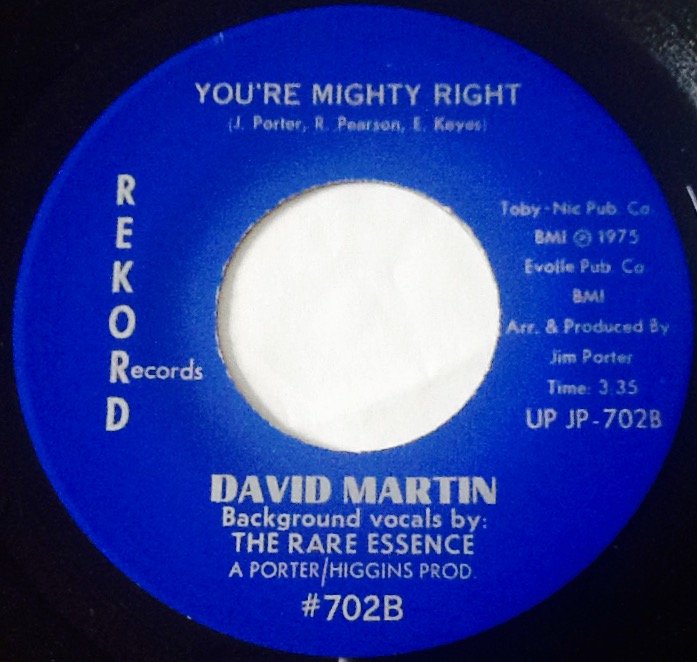 YOU'RE MIGHTY RIGHT
(J. Porter, R. Pearson, E. Keyes)
REKORD
Records
Toby-Nic Pub. Co.
BMI ℗ 1975
Evolle Pub. Co.
BMI
Arr. & Produced By
Jim Porter
Time: 3.35
UP JP-702B
DAVID MARTIN
Background vocals by:
THE RARE ESSENCE
A PORTER/HIGGINS PROD.
#702B